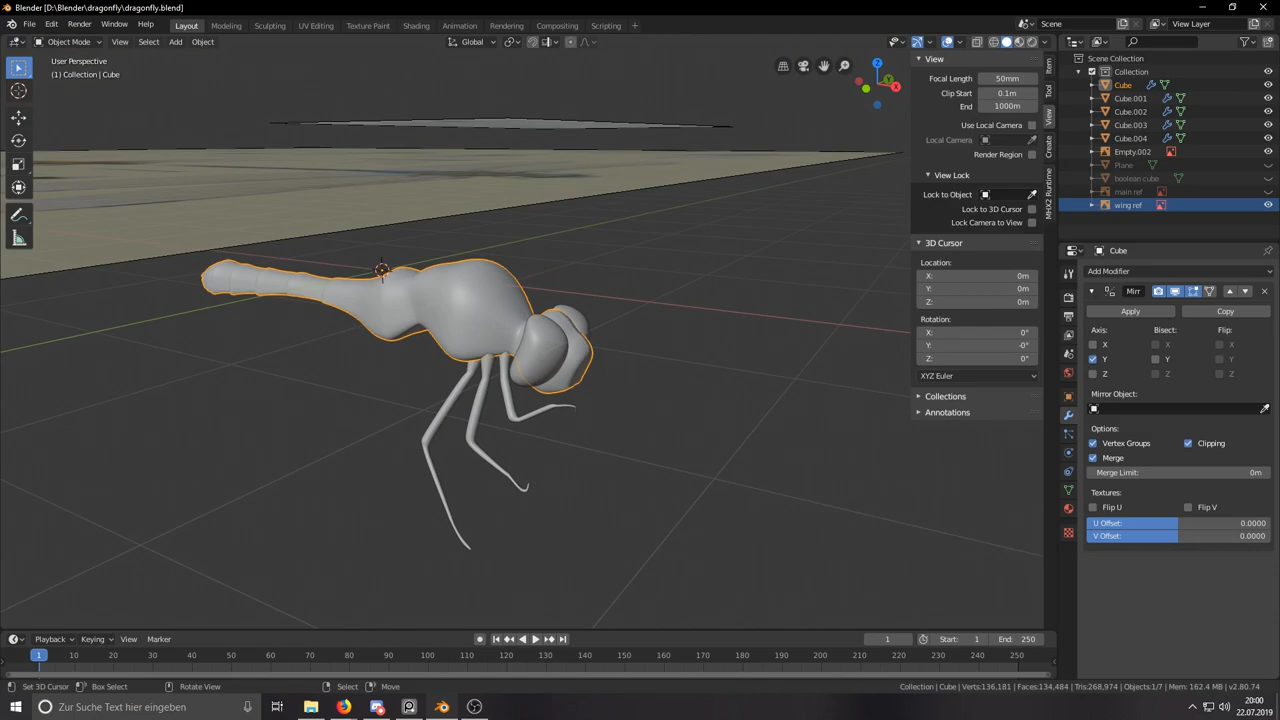 Blender [D:\Blender\dragonfly\dragonfly.blend]
File Edit Render Window Help Layout Modeling Sculpting UV Editing Texture Paint Shading Animation Rendering Compositing Scripting Scene View Layer
Object Mode View Select Add Object Global
User Perspective
(1) Collection | Cube
Z
Y
X
View
Focal Length 50mm
Clip Start 0.1m
End 1000m
Use Local Camera
Local Camera
Render Region
View Lock
Lock to Object
Lock to 3D Cursor
Lock Camera to View
3D Cursor
Location:
X: 0m
Y: 0m
Z: 0m
Rotation:
X: 0°
Y: -0°
Z: 0°
XYZ Euler
Collections
Annotations
Item
Tool
View
Create
MHX2 Runtime
Scene Collection
Collection
Cube
Cube.001
Cube.002
Cube.003
Cube.004
Empty.002
Plane
boolean cube
main ref
wing ref
Cube
Add Modifier
Mirr
Apply Copy
Axis: Bisect: Flip:
X X X
Y Y Y
Z Z Z
Mirror Object:
Options:
Vertex Groups Clipping
Merge
Merge Limit: 0m
Textures:
Flip U Flip V
U Offset: 0.0000
V Offset: 0.0000
Playback Keying View Marker 1 Start: 1 End: 250
1 10 20 30 40 50 60 70 80 90 100 110 120 130 140 150 160 170 180 190 200 210 220 230 240 250
Set 3D Cursor Box Select Rotate View Select Move Collection | Cube | Verts:136,181 | Faces:134,484 | Tris:268,974 | Objects:1/7 | Mem: 162.4 MB | v2.80.74
Zur Suche Text hier eingeben
20:00
22.07.2019